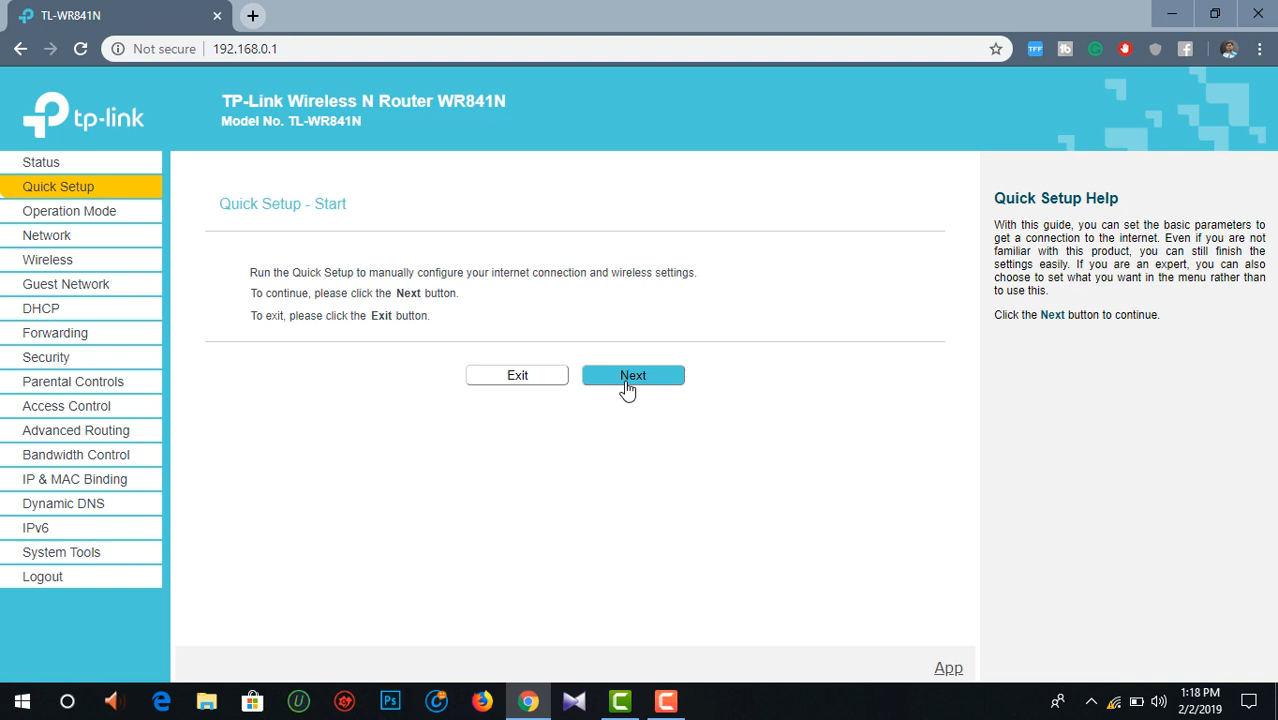 TL-WR841N
Not secure
192.168.0.1
TFF
tp-link
TP-Link Wireless N Router WR841N
Model No. TL-WR841N
Status
Quick Setup
Operation Mode
Network
Wireless
Guest Network
DHCP
Forwarding
Security
Parental Controls
Access Control
Advanced Routing
Bandwidth Control
IP & MAC Binding
Dynamic DNS
IPv6
System Tools
Logout
Quick Setup - Start
Run the Quick Setup to manually configure your internet connection and wireless settings.
To continue, please click the Next button.
To exit, please click the Exit button.
Exit
Next
Quick Setup Help
With this guide, you can set the basic parameters to
get a connection to the internet. Even if you are not
familiar with this product, you can still finish the
settings easily. If you are an expert, you can also
choose to set what you want in the menu rather than
to use this.
Click the Next button to continue.
App
Ps
1:18 PM
2/2/2019